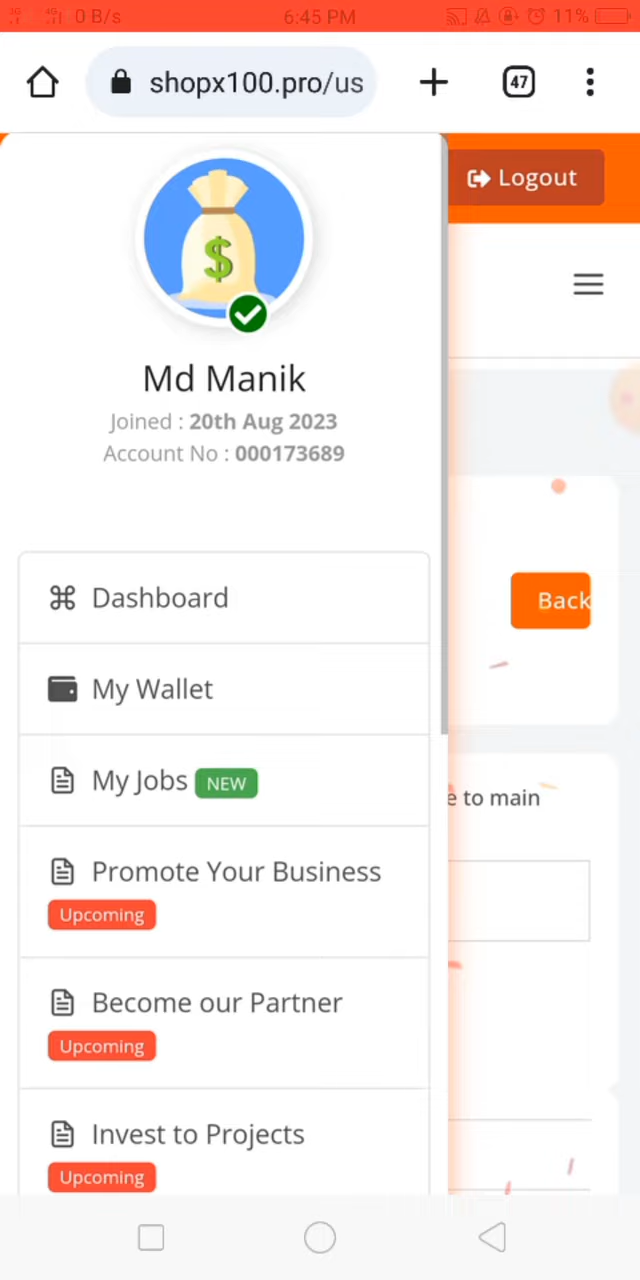 3G 4G 0 B/s 6:45 PM 11%
shopx100.pro/us
47
Logout
$
Md Manik
Joined : 20th Aug 2023
Account No : 000173689
Dashboard
Back
My Wallet
My Jobs NEW
e to main
Promote Your Business
Upcoming
Become our Partner
Upcoming
Invest to Projects
Upcoming